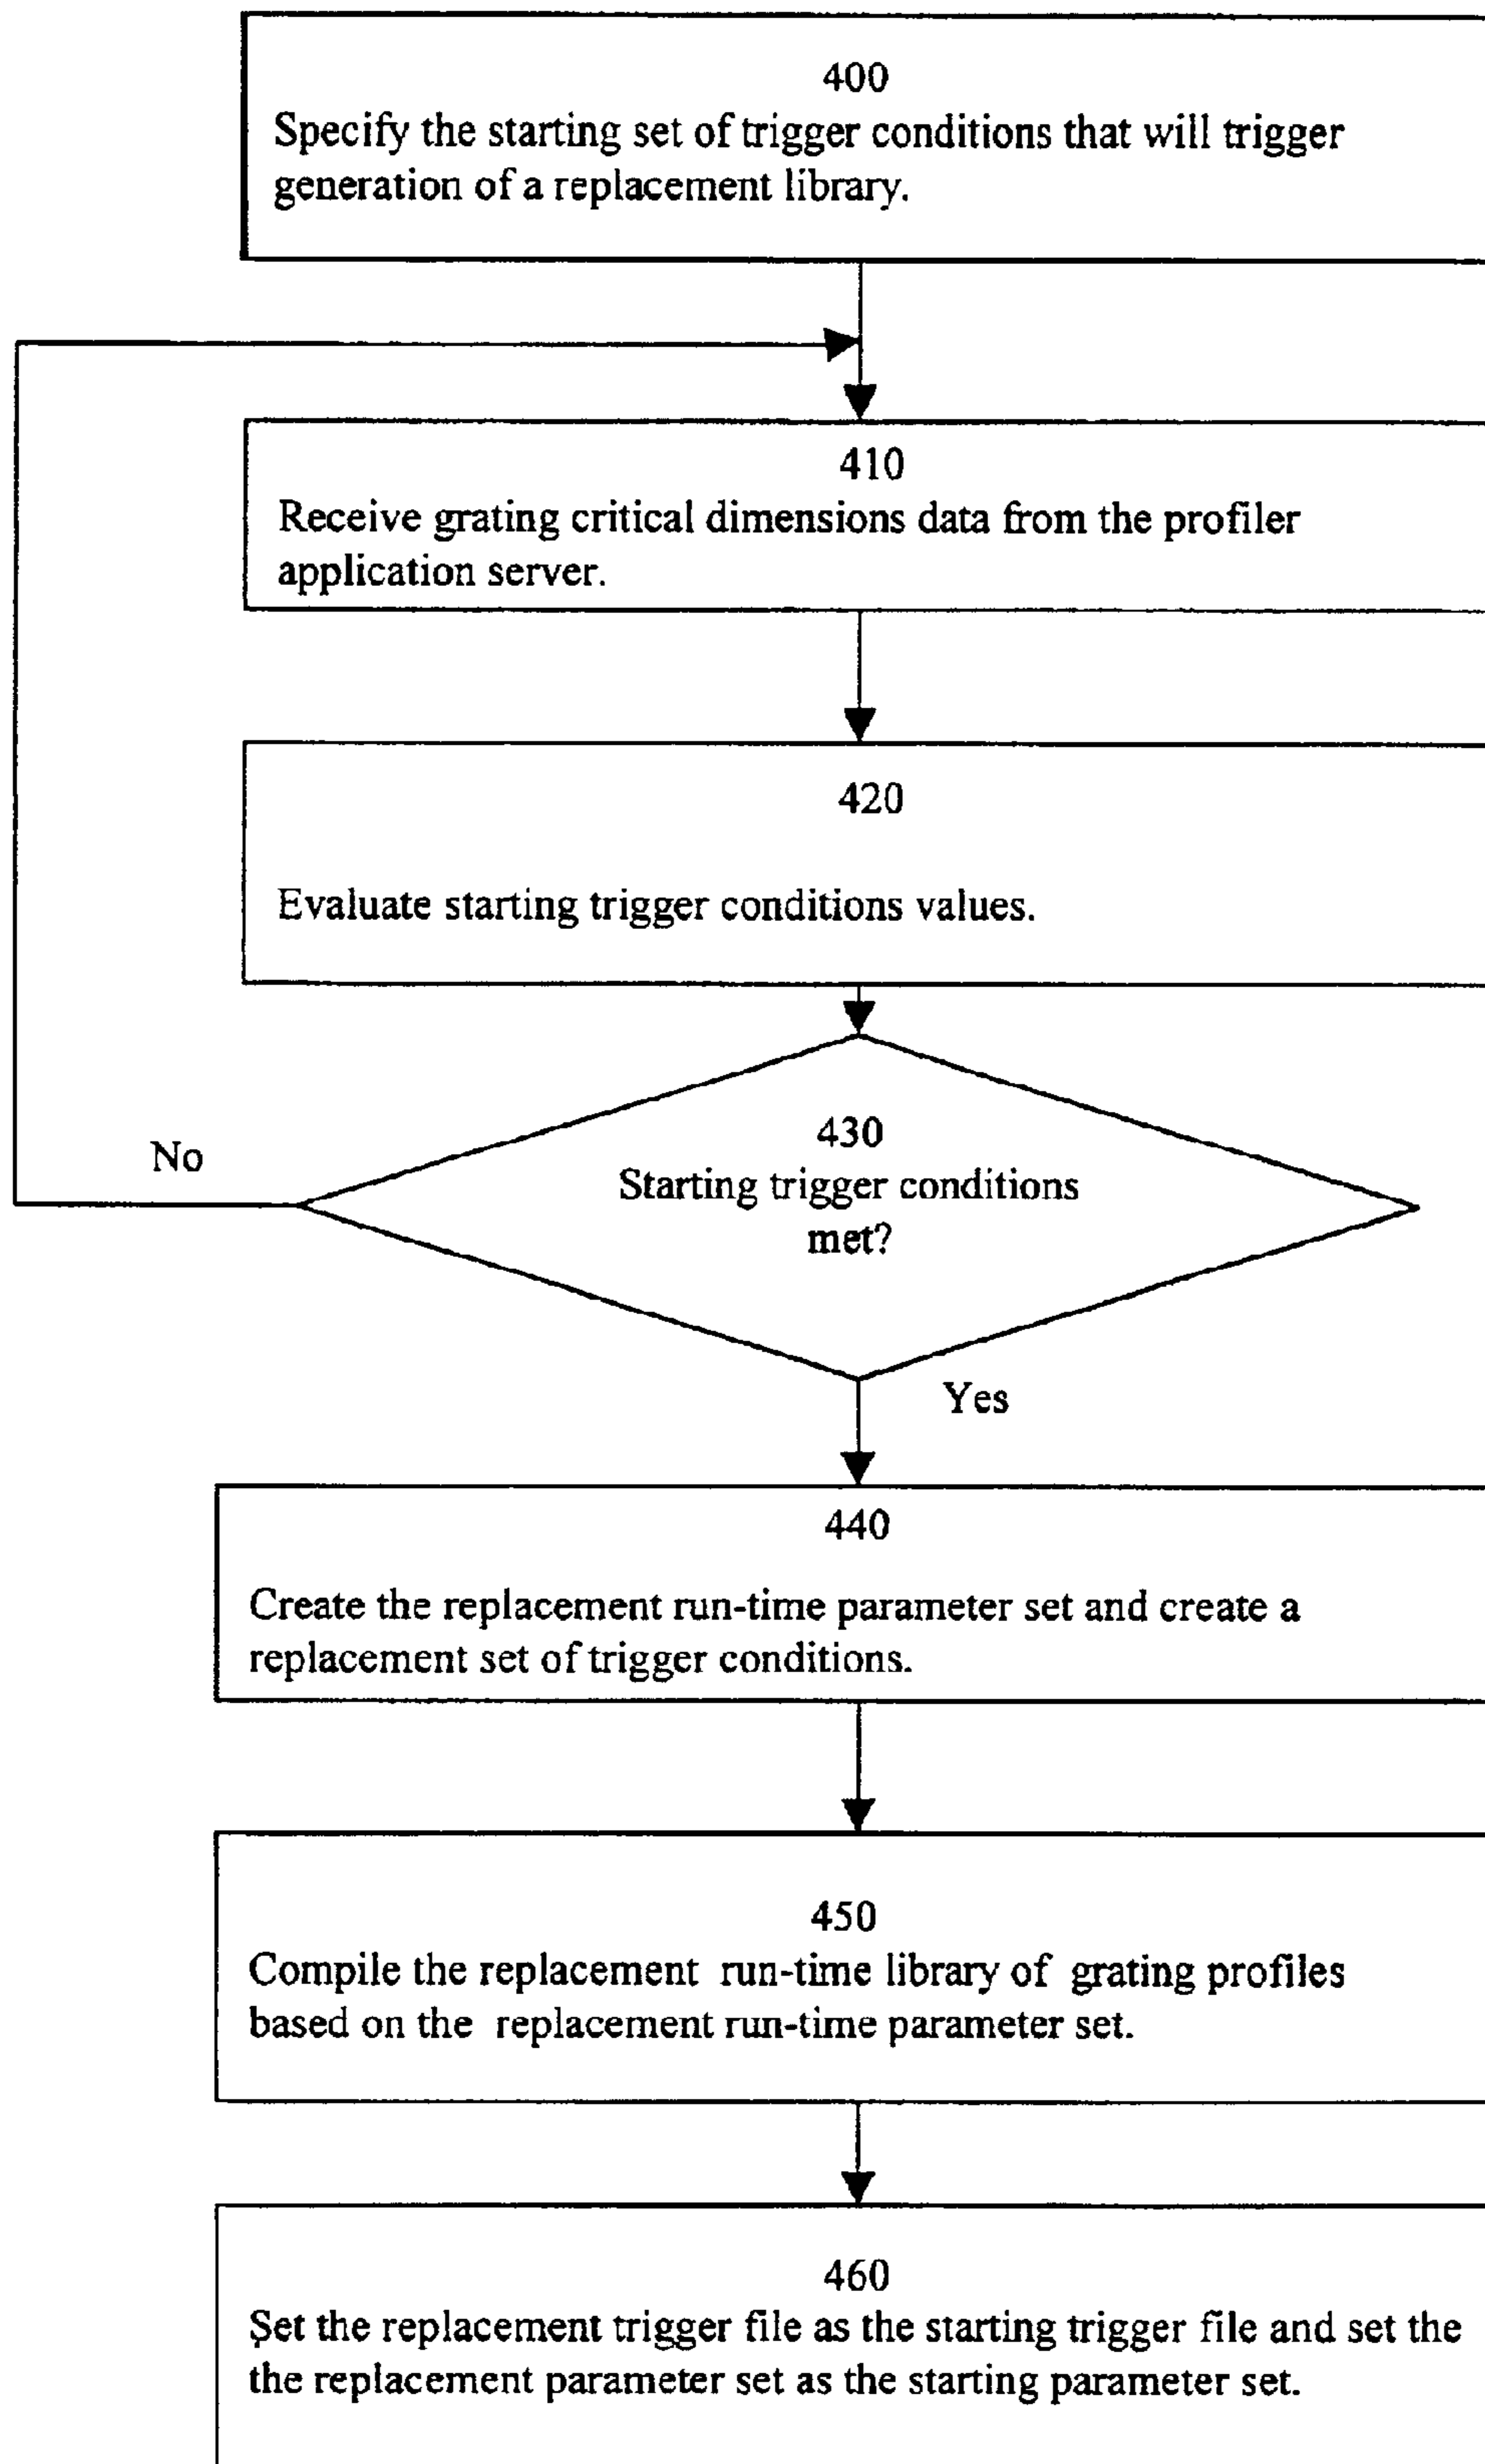 400
Specify the starting set of trigger conditions that will trigger
generation of a replacement library.
410
Receive grating critical dimensions data from the profiler
application server.
420
Evaluate starting trigger conditions values.
430
Starting trigger conditions
met?
No
Yes
440
Create the replacement run-time parameter set and create a
replacement set of trigger conditions.
450
Compile the replacement run-time library of grating profiles
based on the replacement run-time parameter set.
460
Set the replacement trigger file as the starting trigger file and set the
the replacement parameter set as the starting parameter set.